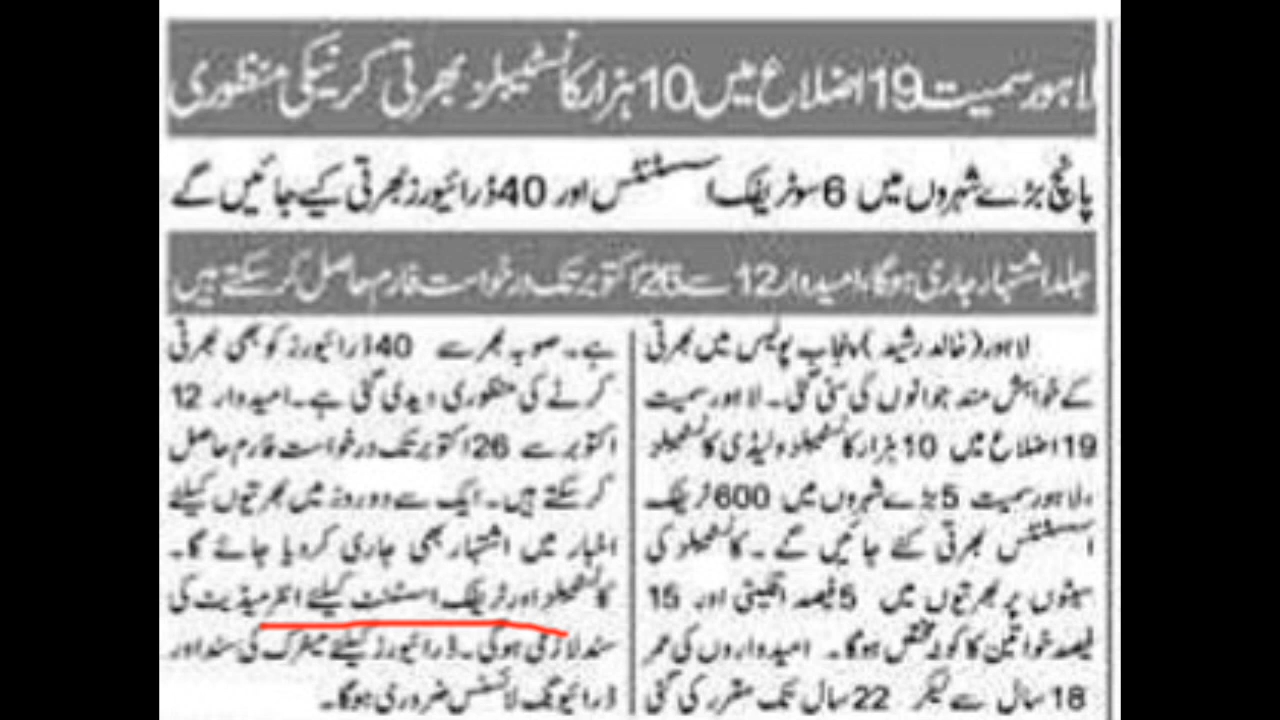 لاہور سمیت 19 اضلاع میں 10 ہزار کانسٹیبلز بھرتی کرنیکی منظوری
پانچ بڑے شہروں میں 6 سو ٹریفک اسسٹنٹس اور 40 ڈرائیورز بھرتی کیے جائیں گے
جلد اشتہار جاری ہوگا، امیدوار 12 سے 26 اکتوبر تک درخواست فارم حاصل کر سکتے ہیں
لاہور (خالد رشید) پنجاب پولیس میں بھرتی
کے خواہش مند جوانوں کی سنی گئی۔ لاہور سمیت
19 اضلاع میں 10 ہزار کانسٹیبلز و لیڈی کانسٹیبلز
، لاہور سمیت 5 بڑے شہروں میں 600 ٹریفک
اسسٹنٹس بھرتی کئے جائیں گے۔ کانسٹیبلز کی
سیٹوں پر بھرتیوں میں 5 فیصد اقلیتی اور 15
فیصد خواتین کا کوٹہ مختص ہوگا۔ امیدواروں کی عمر
18 سال سے لیکر 22 سال تک مقرر کی گئی
ہے۔ صوبہ بھر سے 40 ڈرائیورز کو بھی بھرتی
کرنے کی منظوری دیدی گئی ہے۔ امیدوار 12
اکتوبر سے 26 اکتوبر تک درخواست فارم حاصل
کر سکتے ہیں۔ ایک سے دو روز میں بھرتیوں کیلئے
اخبار میں اشتہار بھی جاری کر دیا جائے گا۔
کانسٹیبلز اور ٹریفک اسسٹنٹ کیلئے انٹرمیڈیٹ کی
سند لازمی ہوگی۔ ڈرائیورز کیلئے میٹرک کی سند اور
ڈرائیونگ لائسنس ضروری ہوگا۔